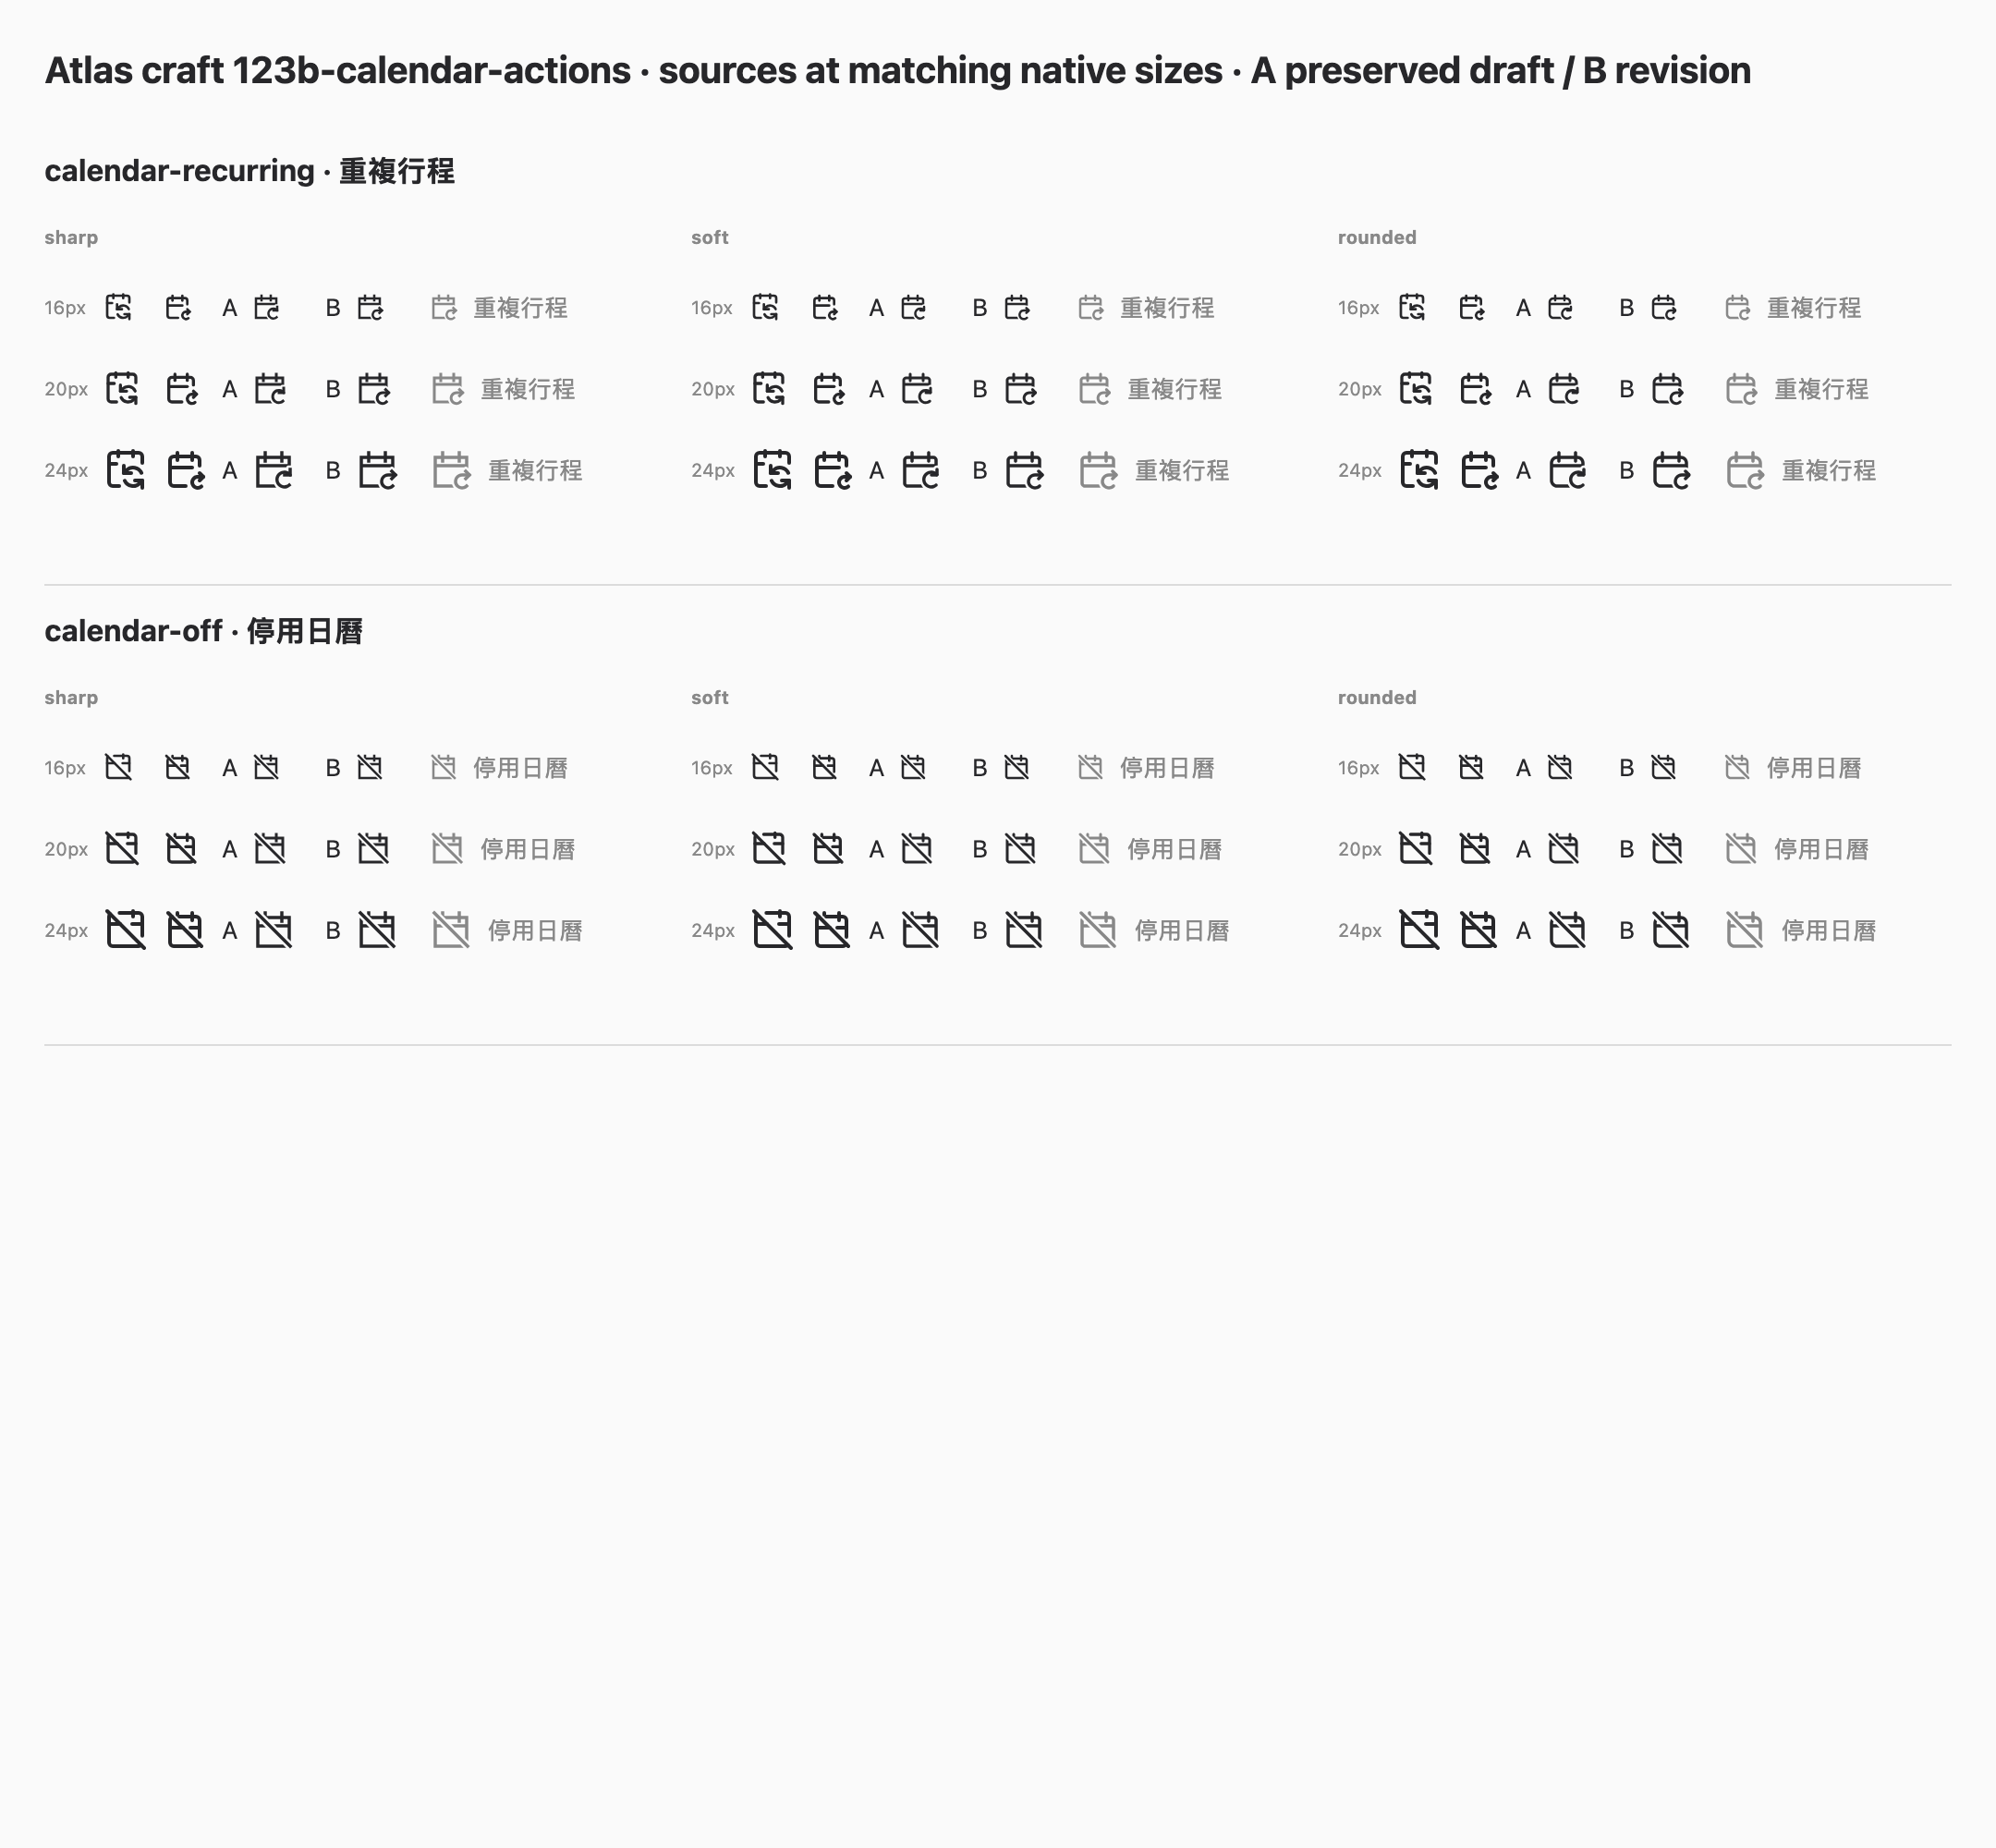 Atlas craft 123b-calendar-actions · sources at matching native sizes · A preserved draft / B revision
calendar-recurring · 重複行程
sharp soft rounded
16px A B 重複行程 16px A B 重複行程 16px A B 重複行程
20px A B 重複行程 20px A B 重複行程 20px A B 重複行程
24px A B 重複行程 24px A B 重複行程 24px A B 重複行程
calendar-off · 停用日曆
sharp soft rounded
16px A B 停用日曆 16px A B 停用日曆 16px A B 停用日曆
20px A B 停用日曆 20px A B 停用日曆 20px A B 停用日曆
24px A B 停用日曆 24px A B 停用日曆 24px A B 停用日曆